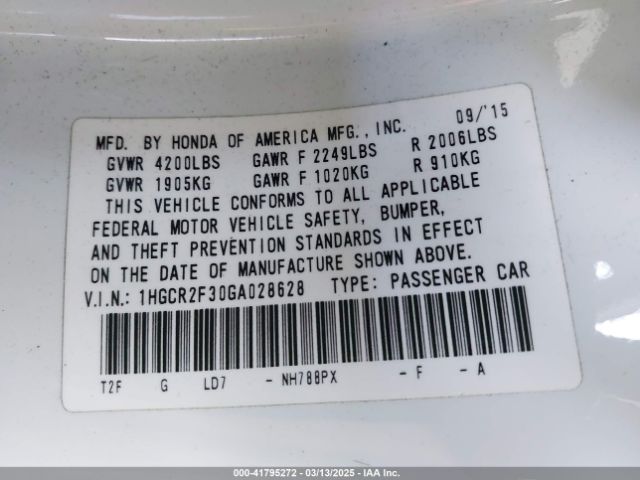 MFD. BY HONDA OF AMERICA MFG., INC. 09/'15
GVWR 4200LBS GAWR F 2249LBS R 2006LBS
GVWR 1905KG GAWR F 1020KG R 910KG
THIS VEHICLE CONFORMS TO ALL APPLICABLE
FEDERAL MOTOR VEHICLE SAFETY, BUMPER,
AND THEFT PREVENTION STANDARDS IN EFFECT
ON THE DATE OF MANUFACTURE SHOWN ABOVE.
V.I.N.: 1HGCR2F30GA028628 TYPE: PASSENGER CAR
T2F G LD7 - NH788PX - F - A
000-41795272 - 03/13/2025 - IAA Inc.